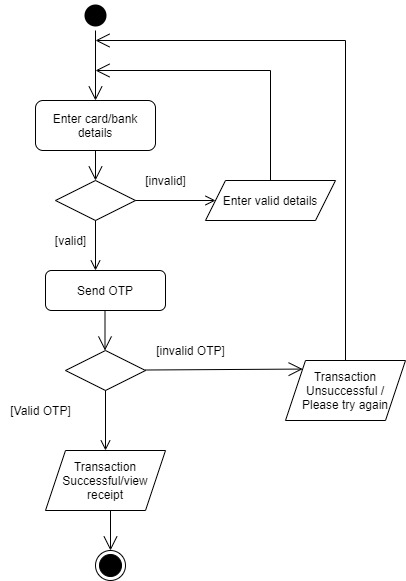 Enter card/bank
details
[invalid]
Enter valid details
[valid]
Send OTP
[invalid OTP]
Transaction
Unsuccessful /
Please try again
[Valid OTP]
Transaction
Successful/view
receipt